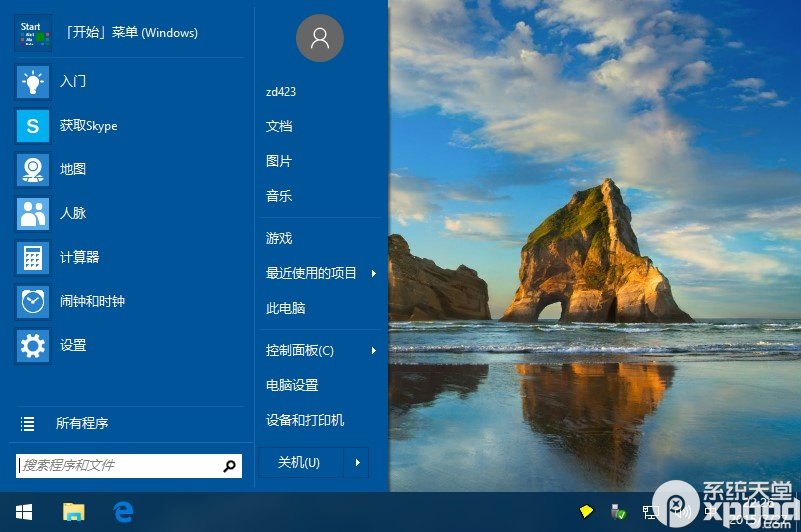 Start
「开始」菜单 (Windows)
入门
S
获取Skype
地图
人脉
计算器
闹钟和时钟
设置
所有程序
搜索程序和文件
zd423
文档
图片
音乐
游戏
最近使用的项目
此电脑
控制面板(C)
电脑设置
设备和打印机
关机(U)
系统天堂
xpgod
.com